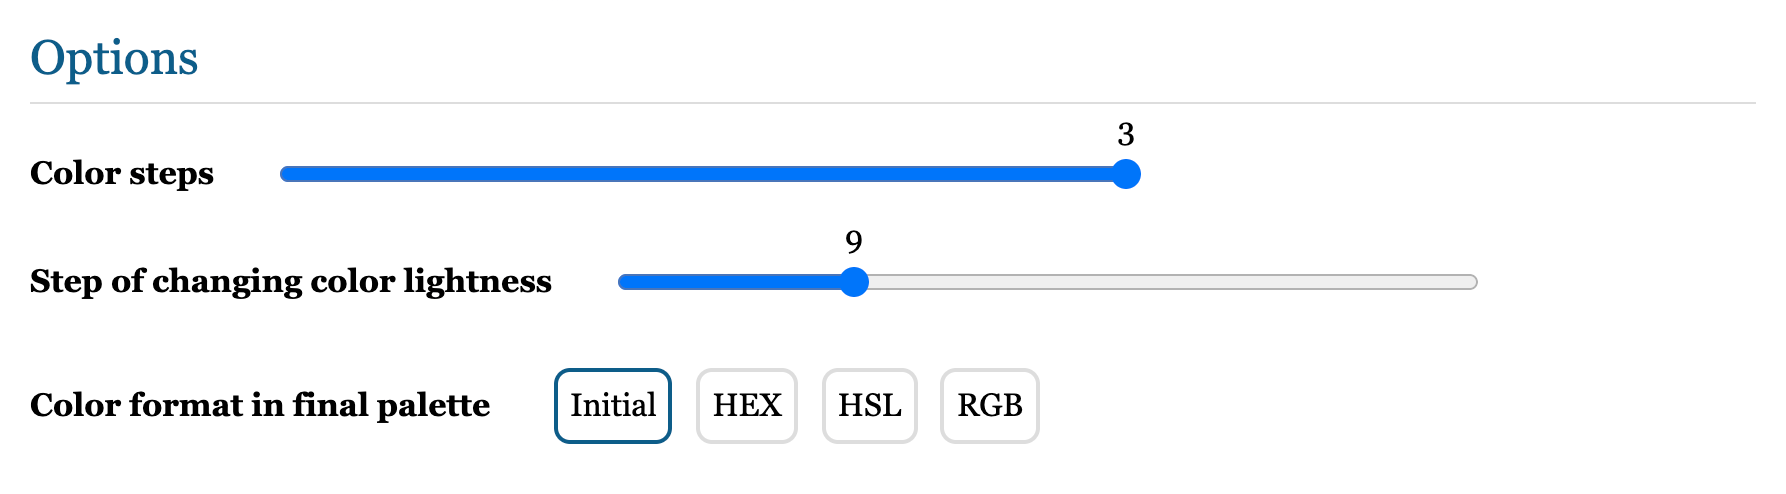 Options
3
Color steps
9
Step of changing color lightness
Color format in final palette Initial HEX HSL RGB